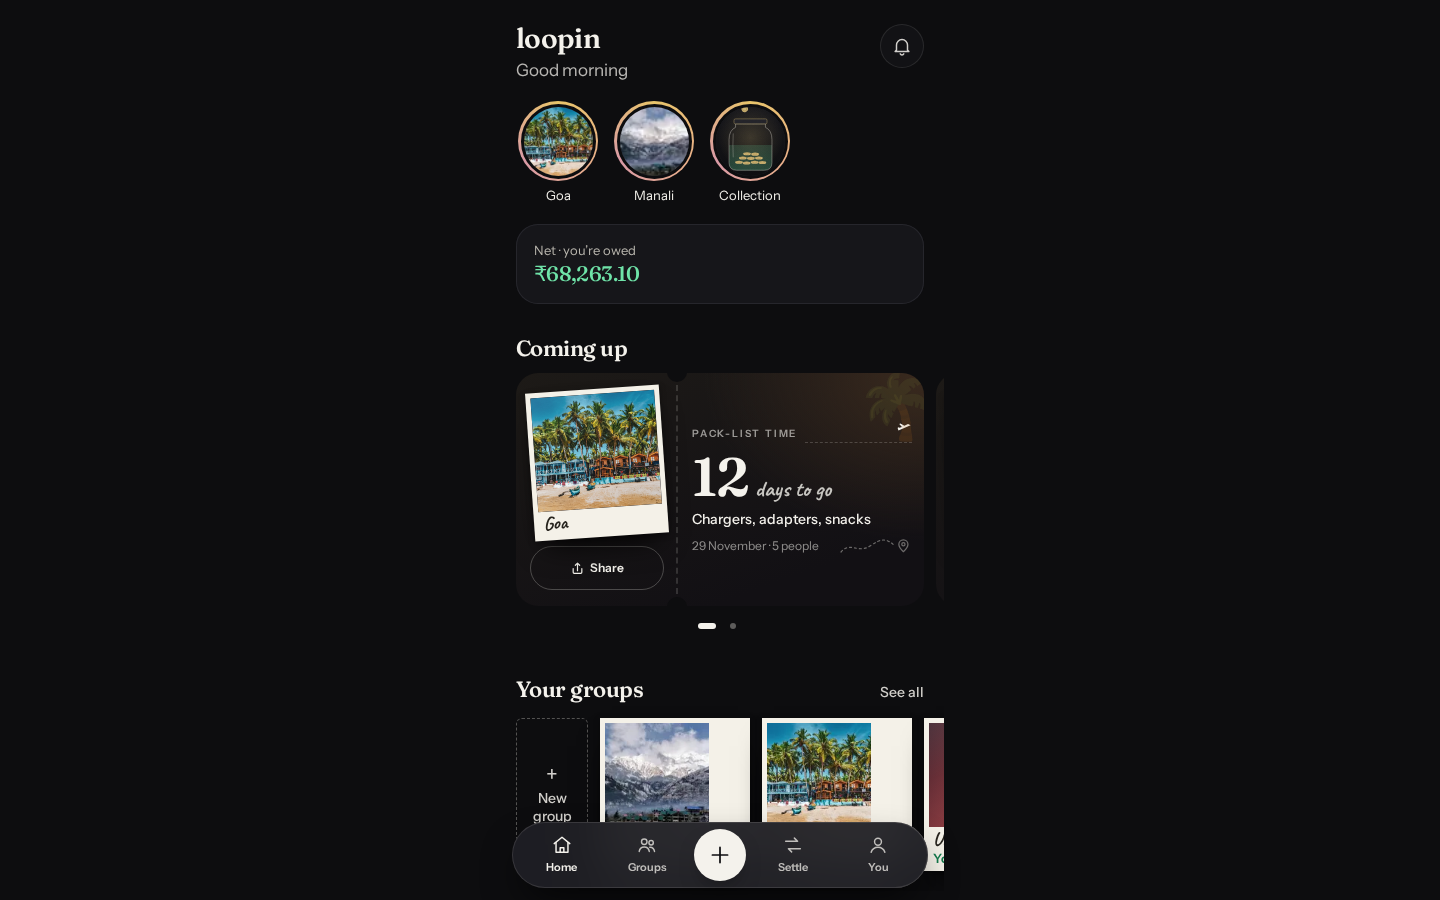 loopin
Good morning
Goa
Manali
Collection
Net · you're owed
₹68,263.10
Coming up
Goa
Share
PACK-LIST TIME
12 days to go
Chargers, adapters, snacks
29 November · 5 people
Your groups
See all
+
New
group
Home
Groups
Settle
You